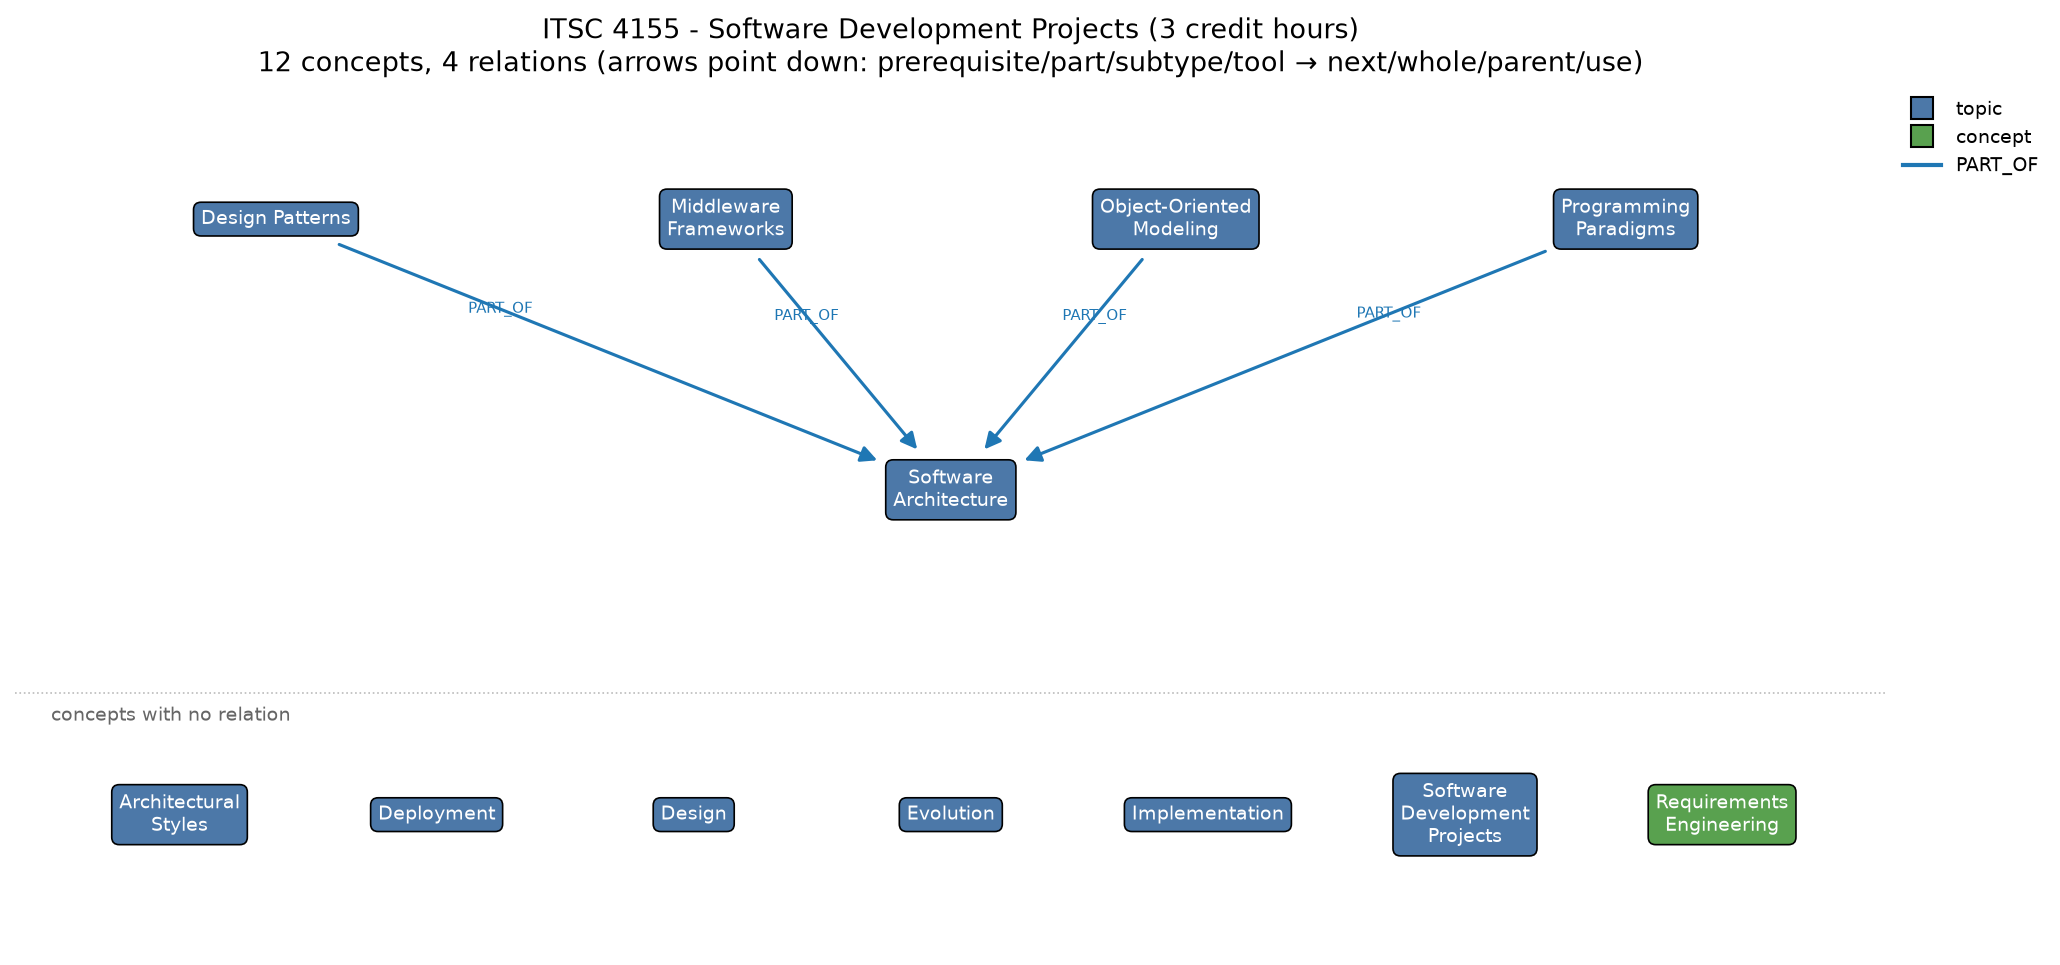 ITSC 4155 - Software Development Projects (3 credit hours)
12 concepts, 4 relations (arrows point down: prerequisite/part/subtype/tool → next/whole/parent/use)
topic
concept
PART_OF
Design Patterns
Middleware
Frameworks
Object-Oriented
Modeling
Programming
Paradigms
PART_OF
PART_OF
PART_OF
PART_OF
Software
Architecture
concepts with no relation
Architectural
Styles
Deployment
Design
Evolution
Implementation
Software
Development
Projects
Requirements
Engineering